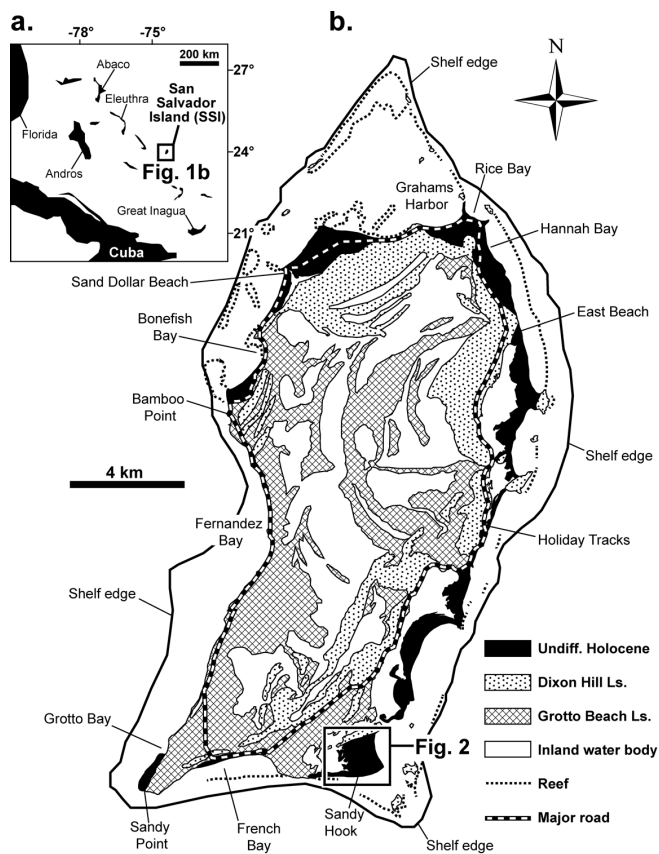 a.
-78°
-75°
200 km
27°
24°
21°
Abaco
Eleuthra
San
Salvador
Island (SSI)
Florida
Andros
Fig. 1b
Great Inagua
Cuba
b.
N
Shelf edge
Rice Bay
Grahams
Harbor
Hannah Bay
Sand Dollar Beach
East Beach
Bonefish
Bay
Bamboo
Point
4 km
Shelf edge
Fernandez
Bay
Holiday Tracks
Shelf edge
Grotto Bay
Sandy
Point
French
Bay
Sandy
Hook
Fig. 2
Shelf edge
Undiff. Holocene
Dixon Hill Ls.
Grotto Beach Ls.
Inland water body
Reef
Major road